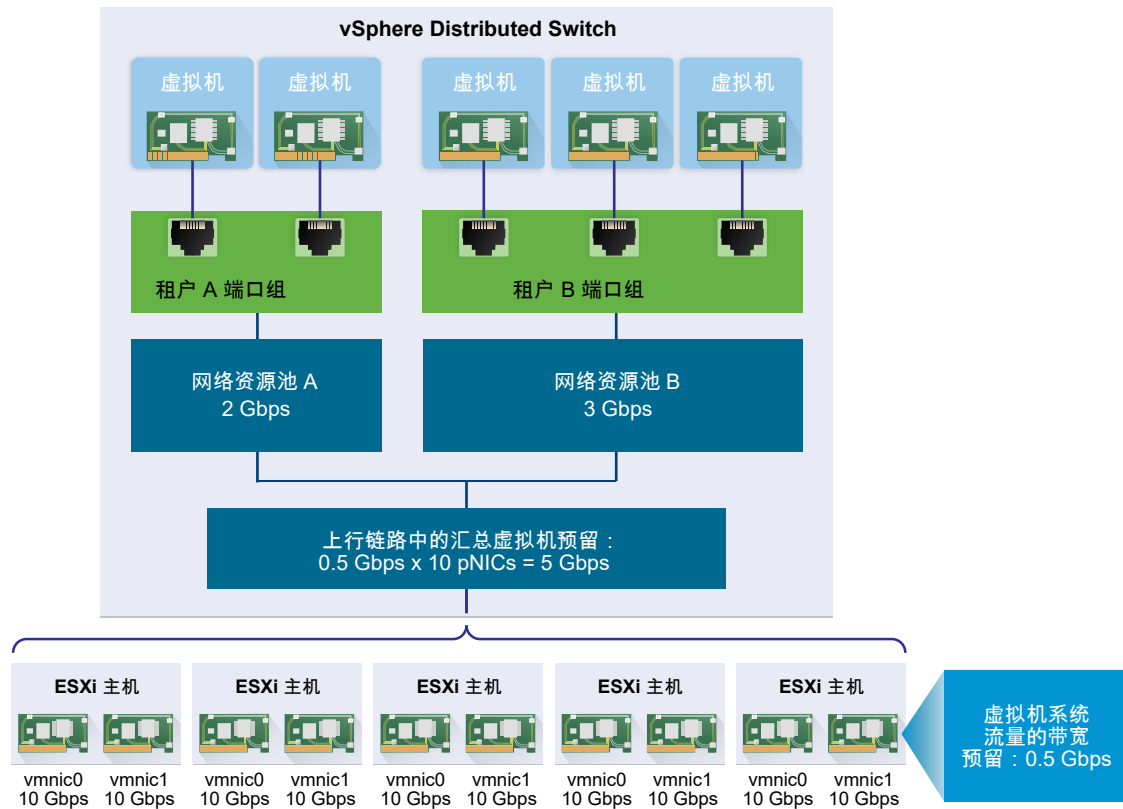 vSphere Distributed Switch
虚拟机
虚拟机
虚拟机
虚拟机
虚拟机
租户 A 端口组
租户 B 端口组
网络资源池 A
2 Gbps
网络资源池 B
3 Gbps
上行链路中的汇总虚拟机预留：
0.5 Gbps x 10 pNICs = 5 Gbps
ESXi 主机
ESXi 主机
ESXi 主机
ESXi 主机
ESXi 主机
vmnic0
10 Gbps
vmnic1
10 Gbps
vmnic0
10 Gbps
vmnic1
10 Gbps
vmnic0
10 Gbps
vmnic1
10 Gbps
vmnic0
10 Gbps
vmnic1
10 Gbps
vmnic0
10 Gbps
vmnic1
10 Gbps
虚拟机系统
流量的带宽
预留：0.5 Gbps